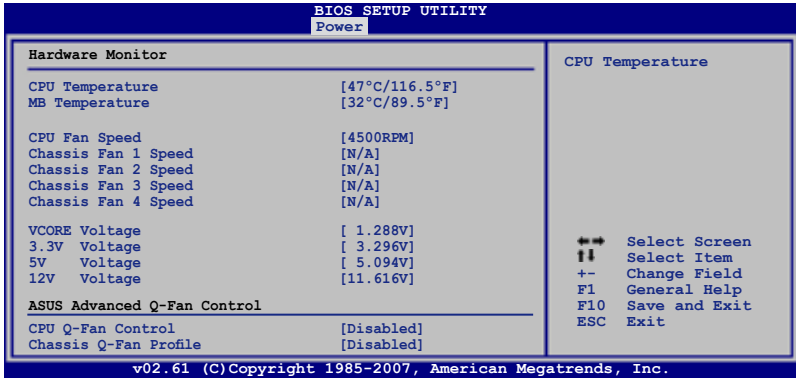 BIOS SETUP UTILITY
Power
Hardware Monitor
CPU Temperature [47°C/116.5°F]
MB Temperature [32°C/89.5°F]
CPU Fan Speed [4500RPM]
Chassis Fan 1 Speed [N/A]
Chassis Fan 2 Speed [N/A]
Chassis Fan 3 Speed [N/A]
Chassis Fan 4 Speed [N/A]
VCORE Voltage [ 1.288V]
3.3V Voltage [ 3.296V]
5V Voltage [ 5.094V]
12V Voltage [11.616V]
ASUS Advanced Q-Fan Control
CPU Q-Fan Control [Disabled]
Chassis Q-Fan Profile [Disabled]
CPU Temperature
←→ Select Screen
↑↓ Select Item
+- Change Field
F1 General Help
F10 Save and Exit
ESC Exit
v02.61 (C)Copyright 1985-2007, American Megatrends, Inc.